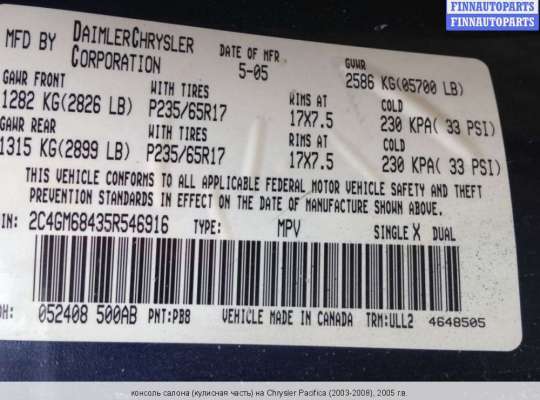 FINNAUTOPARTS
FINNAUTOPARTS
MFD BY DAIMLERCHRYSLER CORPORATION
DATE OF MFR 5-05
GVWR 2586 KG(05700 LB)
GAWR FRONT WITH TIRES RIMS AT COLD
1282 KG(2826 LB) P235/65R17 17X7.5 230 KPA( 33 PSI)
GAWR REAR WITH TIRES RIMS AT COLD
1315 KG(2899 LB) P235/65R17 17X7.5 230 KPA( 33 PSI)
THIS VEHICLE CONFORMS TO ALL APPLICABLE FEDERAL MOTOR VEHICLE SAFETY AND THEFT
PREVENTION STANDARDS IN EFFECT ON THE DATE OF MANUFACTURE SHOWN ABOVE.
IN: 2C4GM68435R546916 TYPE: MPV SINGLE X DUAL
DH: 052408 500AB PNT:PB8 VEHICLE MADE IN CANADA TRM:ULL2 4648505
консоль салона (кулисная часть) на Chrysler Pacifica (2003-2008), 2005 г.в.